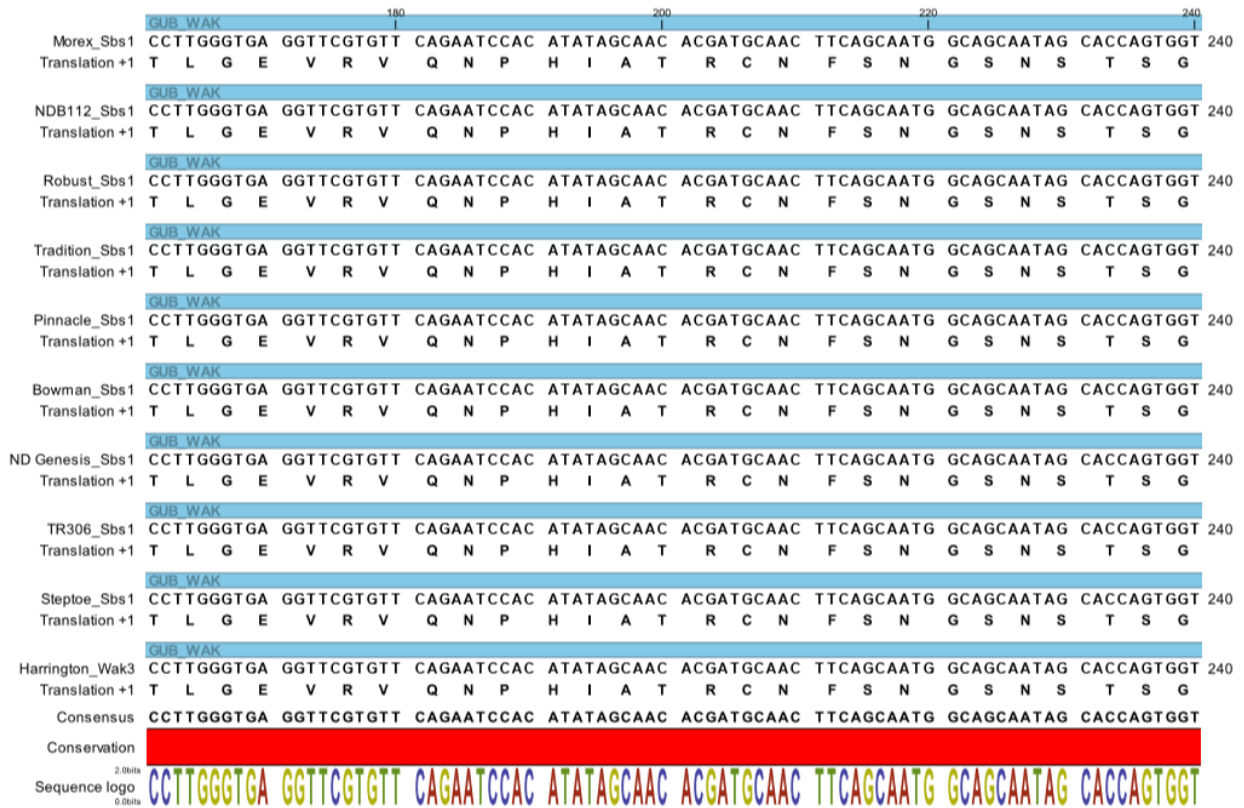 180 200 220 240
GUB_WAK
Morex_Sbs1 CCTTGGGTGA GGTTCGTGTT CAGAATCCAC ATATAGCAAC ACGATGCAAC TTCAGCAATG GCAGCAATAG CACCAGTGGT 240
Translation +1 T L G E V R V Q N P H I A T R C N F S N G S N S T S G
GUB_WAK
NDB112_Sbs1 CCTTGGGTGA GGTTCGTGTT CAGAATCCAC ATATAGCAAC ACGATGCAAC TTCAGCAATG GCAGCAATAG CACCAGTGGT 240
Translation +1 T L G E V R V Q N P H I A T R C N F S N G S N S T S G
GUB_WAK
Robust_Sbs1 CCTTGGGTGA GGTTCGTGTT CAGAATCCAC ATATAGCAAC ACGATGCAAC TTCAGCAATG GCAGCAATAG CACCAGTGGT 240
Translation +1 T L G E V R V Q N P H I A T R C N F S N G S N S T S G
GUB_WAK
Tradition_Sbs1 CCTTGGGTGA GGTTCGTGTT CAGAATCCAC ATATAGCAAC ACGATGCAAC TTCAGCAATG GCAGCAATAG CACCAGTGGT 240
Translation +1 T L G E V R V Q N P H I A T R C N F S N G S N S T S G
GUB_WAK
Pinnacle_Sbs1 CCTTGGGTGA GGTTCGTGTT CAGAATCCAC ATATAGCAAC ACGATGCAAC TTCAGCAATG GCAGCAATAG CACCAGTGGT 240
Translation +1 T L G E V R V Q N P H I A T R C N F S N G S N S T S G
GUB_WAK
Bowman_Sbs1 CCTTGGGTGA GGTTCGTGTT CAGAATCCAC ATATAGCAAC ACGATGCAAC TTCAGCAATG GCAGCAATAG CACCAGTGGT 240
Translation +1 T L G E V R V Q N P H I A T R C N F S N G S N S T S G
GUB_WAK
ND Genesis_Sbs1 CCTTGGGTGA GGTTCGTGTT CAGAATCCAC ATATAGCAAC ACGATGCAAC TTCAGCAATG GCAGCAATAG CACCAGTGGT 240
Translation +1 T L G E V R V Q N P H I A T R C N F S N G S N S T S G
GUB_WAK
TR306_Sbs1 CCTTGGGTGA GGTTCGTGTT CAGAATCCAC ATATAGCAAC ACGATGCAAC TTCAGCAATG GCAGCAATAG CACCAGTGGT 240
Translation +1 T L G E V R V Q N P H I A T R C N F S N G S N S T S G
GUB_WAK
Steptoe_Sbs1 CCTTGGGTGA GGTTCGTGTT CAGAATCCAC ATATAGCAAC ACGATGCAAC TTCAGCAATG GCAGCAATAG CACCAGTGGT 240
Translation +1 T L G E V R V Q N P H I A T R C N F S N G S N S T S G
GUB_WAK
Harrington_Wak3 CCTTGGGTGA GGTTCGTGTT CAGAATCCAC ATATAGCAAC ACGATGCAAC TTCAGCAATG GCAGCAATAG CACCAGTGGT 240
Translation +1 T L G E V R V Q N P H I A T R C N F S N G S N S T S G
Consensus CCTTGGGTGA GGTTCGTGTT CAGAATCCAC ATATAGCAAC ACGATGCAAC TTCAGCAATG GCAGCAATAG CACCAGTGGT
Conservation
2.0bits
Sequence logo CCTTGGGTGA GGTTCGTGTT CAGAATCCAC ATATAGCAAC ACGATGCAAC TTCAGCAATG GCAGCAATAG CACCAGTGGT
0.0bits